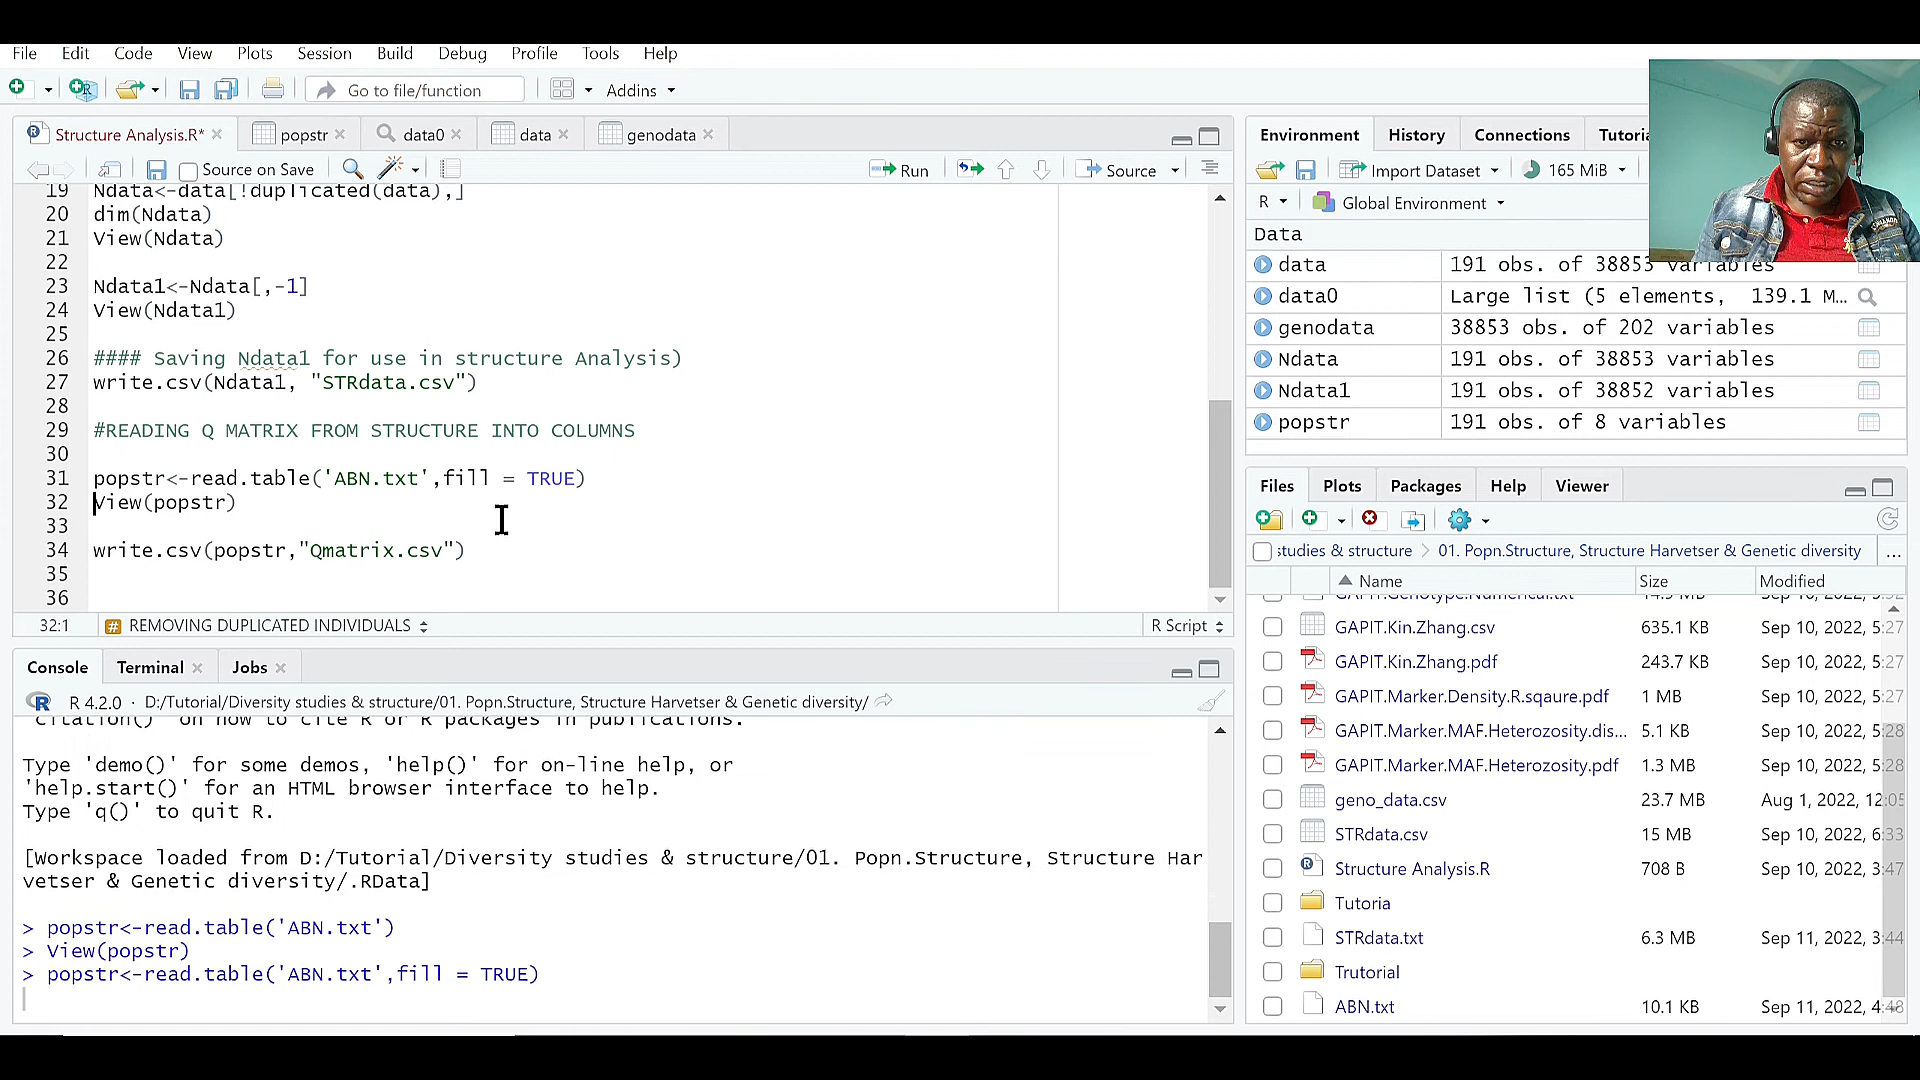 File Edit View Plots Session Build Debug Profile Tools Help
Go to file/function Addins
Structure Analysis.R* popstr data0 data genodata
Source on Save Run Source
19 Ndata<-data[!duplicated(data),]
20 dim(Ndata)
21 View(Ndata)
22
23 Ndata1<-Ndata[,-1]
24 View(Ndata1)
25
26 #### Saving Ndata1 for use in structure Analysis)
27 write.csv(Ndata1, "STRdata.csv")
28
29 #READING Q MATRIX FROM STRUCTURE INTO COLUMNS
30
31 popstr<-read.table('ABN.txt',fill = TRUE)
32 View(popstr)
33
34 write.csv(popstr,"Qmatrix.csv")
35
36
32:1 # REMOVING DUPLICATED INDIVIDUALS R Script
Console Terminal Jobs
R 4.2.0 · D:/Tutorial/Diversity studies & structure/01. Popn.Structure, Structure Harvetser & Genetic diversity/
'citation()' on how to cite R or R packages in publications.
Type 'demo()' for some demos, 'help()' for on-line help, or
'help.start()' for an HTML browser interface to help.
Type 'q()' to quit R.
[Workspace loaded from D:/Tutorial/Diversity studies & structure/01. Popn.Structure, Structure Har
vetser & Genetic diversity/.RData]
> popstr<-read.table('ABN.txt')
> View(popstr)
> popstr<-read.table('ABN.txt',fill = TRUE)
Environment History Connections Tutoria
Import Dataset 165 MiB
R Global Environment
Data
data 191 obs. of 38853 variables
data0 Large list (5 elements, 139.1 M...
genodata 38853 obs. of 202 variables
Ndata 191 obs. of 38853 variables
Ndata1 191 obs. of 38852 variables
popstr 191 obs. of 8 variables
Files Plots Packages Help Viewer
studies & structure 01. Popn.Structure, Structure Harvetser & Genetic diversity ...
Name Size Modified
GAPIT.Genotype.Numerical.txt
GAPIT.Kin.Zhang.csv 635.1 KB Sep 10, 2022, 5:27
GAPIT.Kin.Zhang.pdf 243.7 KB Sep 10, 2022, 5:27
GAPIT.Marker.Density.R.sqaure.pdf 1 MB Sep 10, 2022, 5:27
GAPIT.Marker.MAF.Heterozosity.dis... 5.1 KB Sep 10, 2022, 5:28
GAPIT.Marker.MAF.Heterozosity.pdf 1.3 MB Sep 10, 2022, 5:28
geno_data.csv 23.7 MB Aug 1, 2022, 12:05
STRdata.csv 15 MB Sep 10, 2022, 6:33
Structure Analysis.R 708 B Sep 10, 2022, 3:47
Tutoria
STRdata.txt 6.3 MB Sep 11, 2022, 3:44
Trutorial
ABN.txt 10.1 KB Sep 11, 2022, 4:48